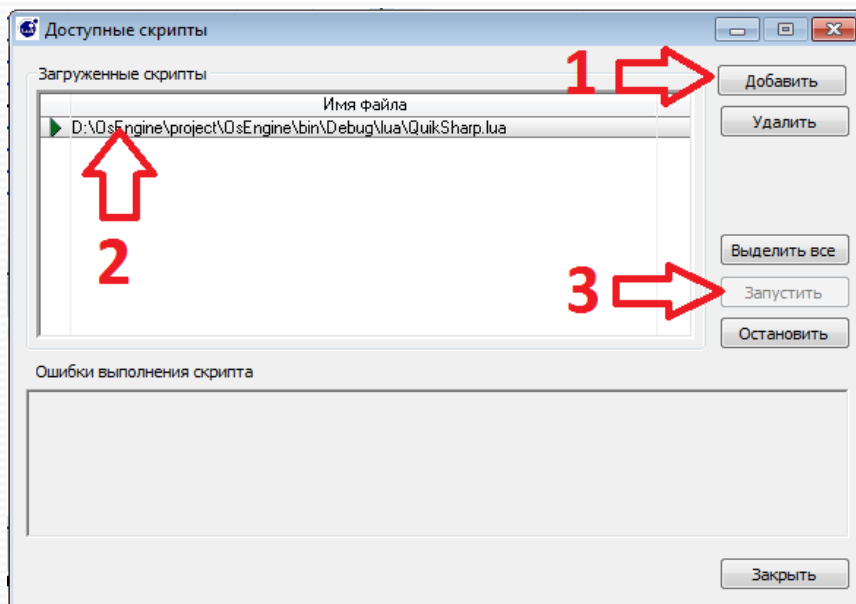 Доступные скрипты
Загруженные скрипты
1
Добавить
Имя файла
D:\OsEngine\project\OsEngine\bin\Debug\lua\QuikSharp.lua
Удалить
2
Выделить все
3
Запустить
Остановить
Ошибки выполнения скрипта
Закрыть